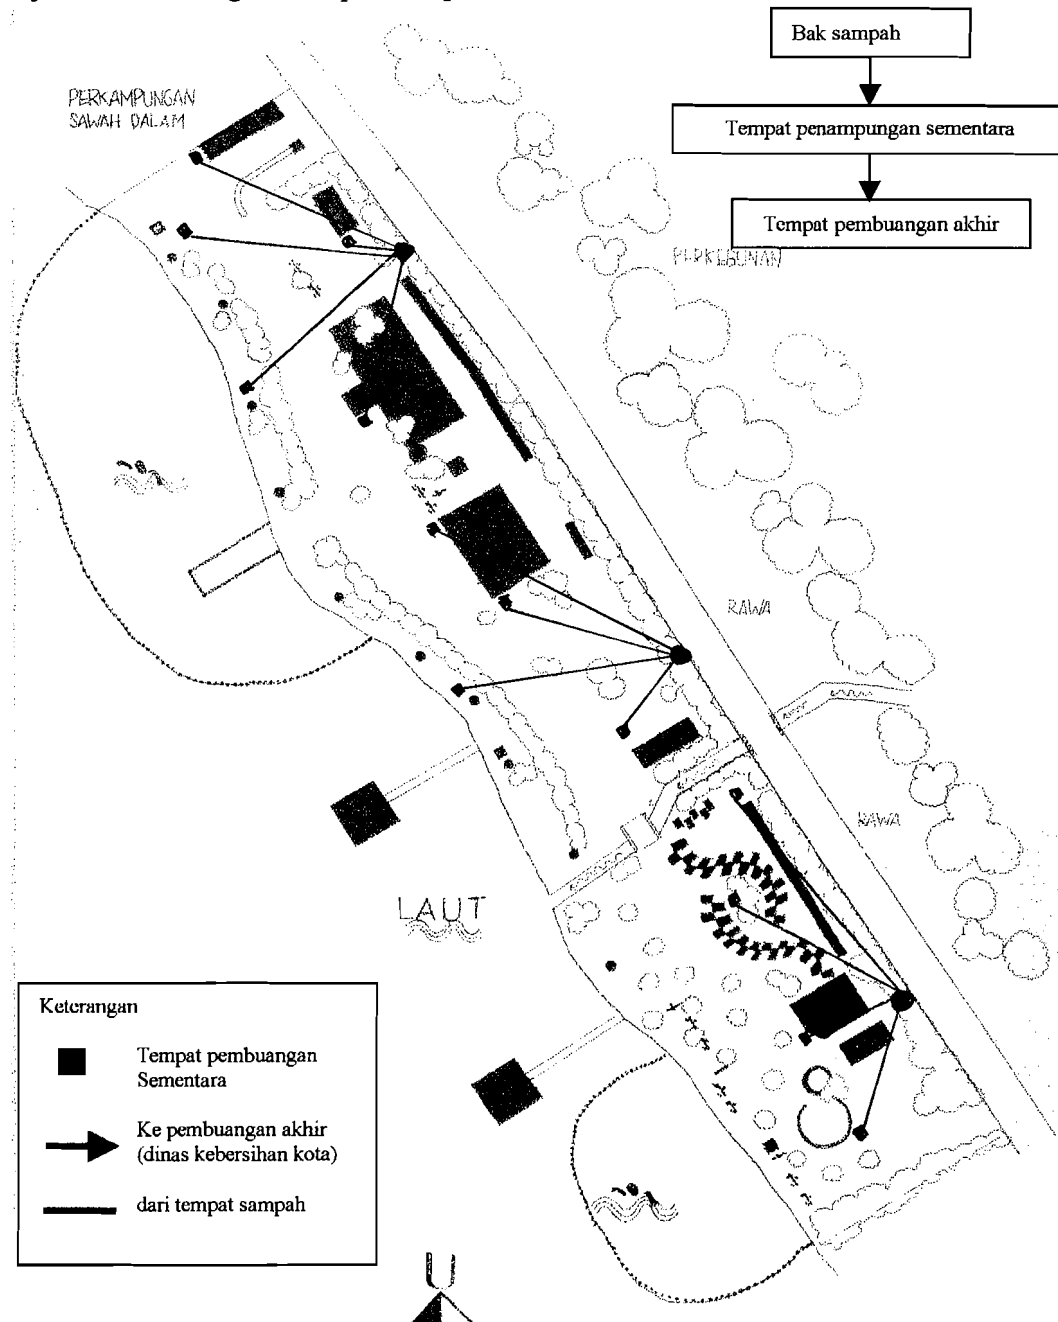 Bak sampah
Tempat penampungan sementara
Tempat pembuangan akhir
PERKAMPUNGAN
SAWAH DALAM
PERKEBUNAN
RAWA
RAWA
LAUT
Keterangan
Tempat pembuangan
Sementara
Ke pembuangan akhir
(dinas kebersihan kota)
dari tempat sampah
U